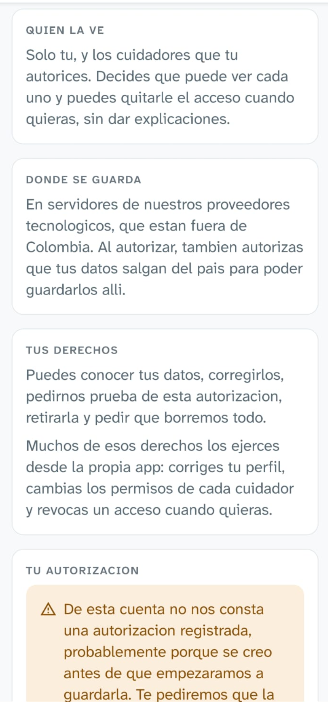 QUIEN LA VE
Solo tu, y los cuidadores que tu
autorices. Decides que puede ver cada
uno y puedes quitarle el acceso cuando
quieras, sin dar explicaciones.
DONDE SE GUARDA
En servidores de nuestros proveedores
tecnologicos, que estan fuera de
Colombia. Al autorizar, tambien autorizas
que tus datos salgan del pais para poder
guardarlos alli.
TUS DERECHOS
Puedes conocer tus datos, corregirlos,
pedirnos prueba de esta autorizacion,
retirarla y pedir que borremos todo.
Muchos de esos derechos los ejerces
desde la propia app: corriges tu perfil,
cambias los permisos de cada cuidador
y revocas un acceso cuando quieras.
TU AUTORIZACION
De esta cuenta no nos consta
una autorizacion registrada,
probablemente porque se creo
antes de que empezaramos a
guardarla. Te pediremos que la